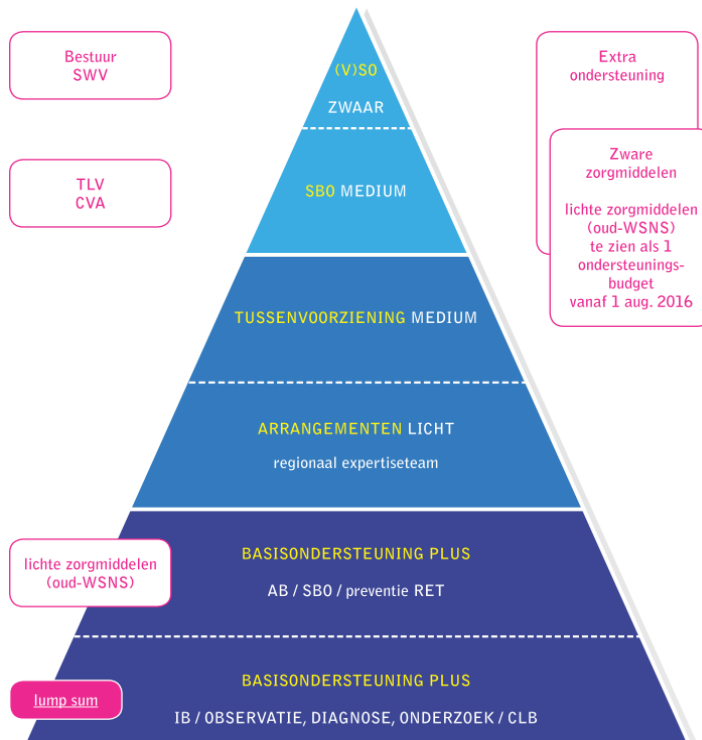 Bestuur
SWV
TLV
CVA
(V)SO
ZWAAR
SBO MEDIUM
TUSSENVOORZIENING MEDIUM
ARRANGEMENTEN LICHT
regionaal expertiseteam
BASISONDERSTEUNING PLUS
AB / SBO / preventie RET
BASISONDERSTEUNING PLUS
IB / OBSERVATIE, DIAGNOSE, ONDERZOEK / CLB
Extra
ondersteuning
Zware
zorgmiddelen
lichte zorgmiddelen
(oud-WSNS)
te zien als 1
ondersteunings-
budget
vanaf 1 aug. 2016
lichte zorgmiddelen
(oud-WSNS)
lump sum